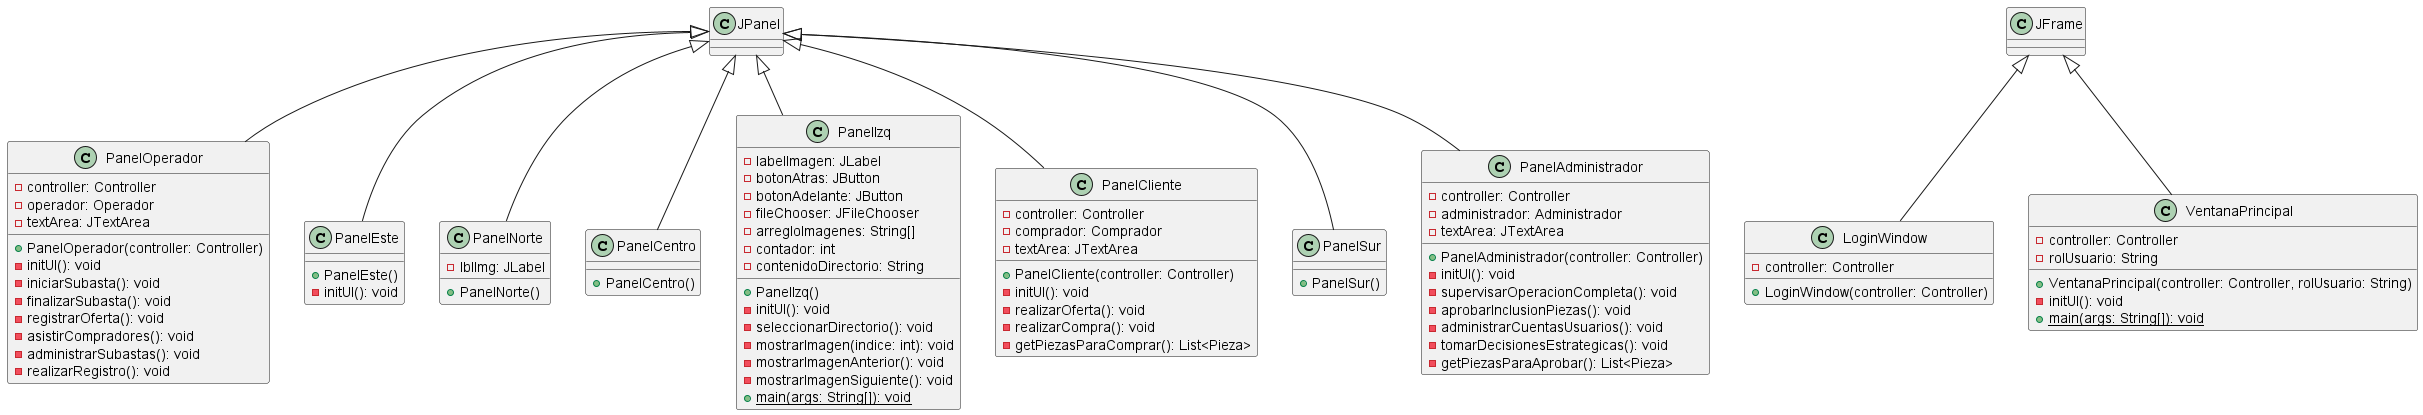 JPanel
JFrame
PanelOperador
controller: Controller
operador: Operador
textArea: JTextArea
PanelOperador(controller: Controller)
initUI(): void
iniciarSubasta(): void
finalizarSubasta(): void
registrarOferta(): void
asistirCompradores(): void
administrarSubastas(): void
realizarRegistro(): void
PanelEste
PanelEste()
initUI(): void
PanelNorte
lblImg: JLabel
PanelNorte()
PanelCentro
PanelCentro()
PanelIzq
labelImagen: JLabel
botonAtras: JButton
botonAdelante: JButton
fileChooser: JFileChooser
arregloImagenes: String[]
contador: int
contenidoDirectorio: String
PanelIzq()
initUI(): void
seleccionarDirectorio(): void
mostrarImagen(indice: int): void
mostrarImagenAnterior(): void
mostrarImagenSiguiente(): void
main(args: String[]): void
PanelCliente
controller: Controller
comprador: Comprador
textArea: JTextArea
PanelCliente(controller: Controller)
initUI(): void
realizarOferta(): void
realizarCompra(): void
getPiezasParaComprar(): List<Pieza>
PanelSur
PanelSur()
PanelAdministrador
controller: Controller
administrador: Administrador
textArea: JTextArea
PanelAdministrador(controller: Controller)
initUI(): void
supervisarOperacionCompleta(): void
aprobarInclusionPiezas(): void
administrarCuentasUsuarios(): void
tomarDecisionesEstrategicas(): void
getPiezasParaAprobar(): List<Pieza>
LoginWindow
controller: Controller
LoginWindow(controller: Controller)
VentanaPrincipal
controller: Controller
rolUsuario: String
VentanaPrincipal(controller: Controller, rolUsuario: String)
initUI(): void
main(args: String[]): void